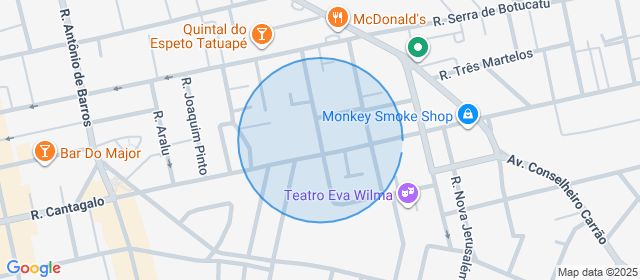 McDonald's
R. Serra de Botucatu
Quintal do
Espeto Tatuapé
R. Antônio de Barros
R. Três Martelos
R. Joaquim Pinto
R. Aralu
Monkey Smoke Shop
Bar Do Major
Av. Conselheiro Carrão
Teatro Eva Wilma
R. Nova Jerusalém
R. Cantagalo
Google
Map data ©2025